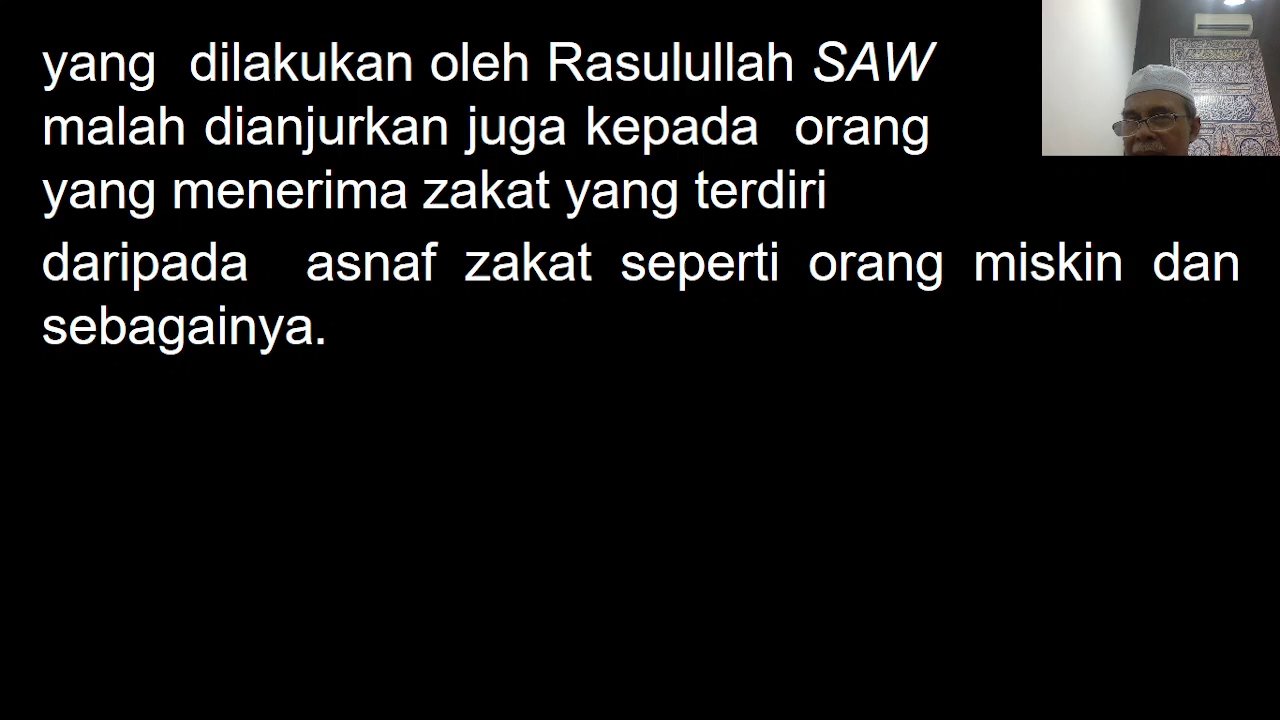 yang dilakukan oleh Rasulullah SAW
malah dianjurkan juga kepada orang
yang menerima zakat yang terdiri
daripada asnaf zakat seperti orang miskin dan
sebagainya.